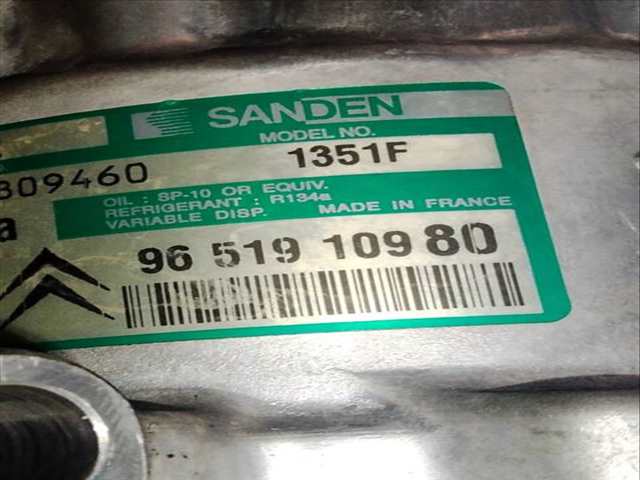 SANDEN
MODEL NO.
309460 1351F
OIL : SP-10 OR EQUIV.
REFRIGERANT : R134a
VARIABLE DISP. MADE IN FRANCE
a
96 519 109 80